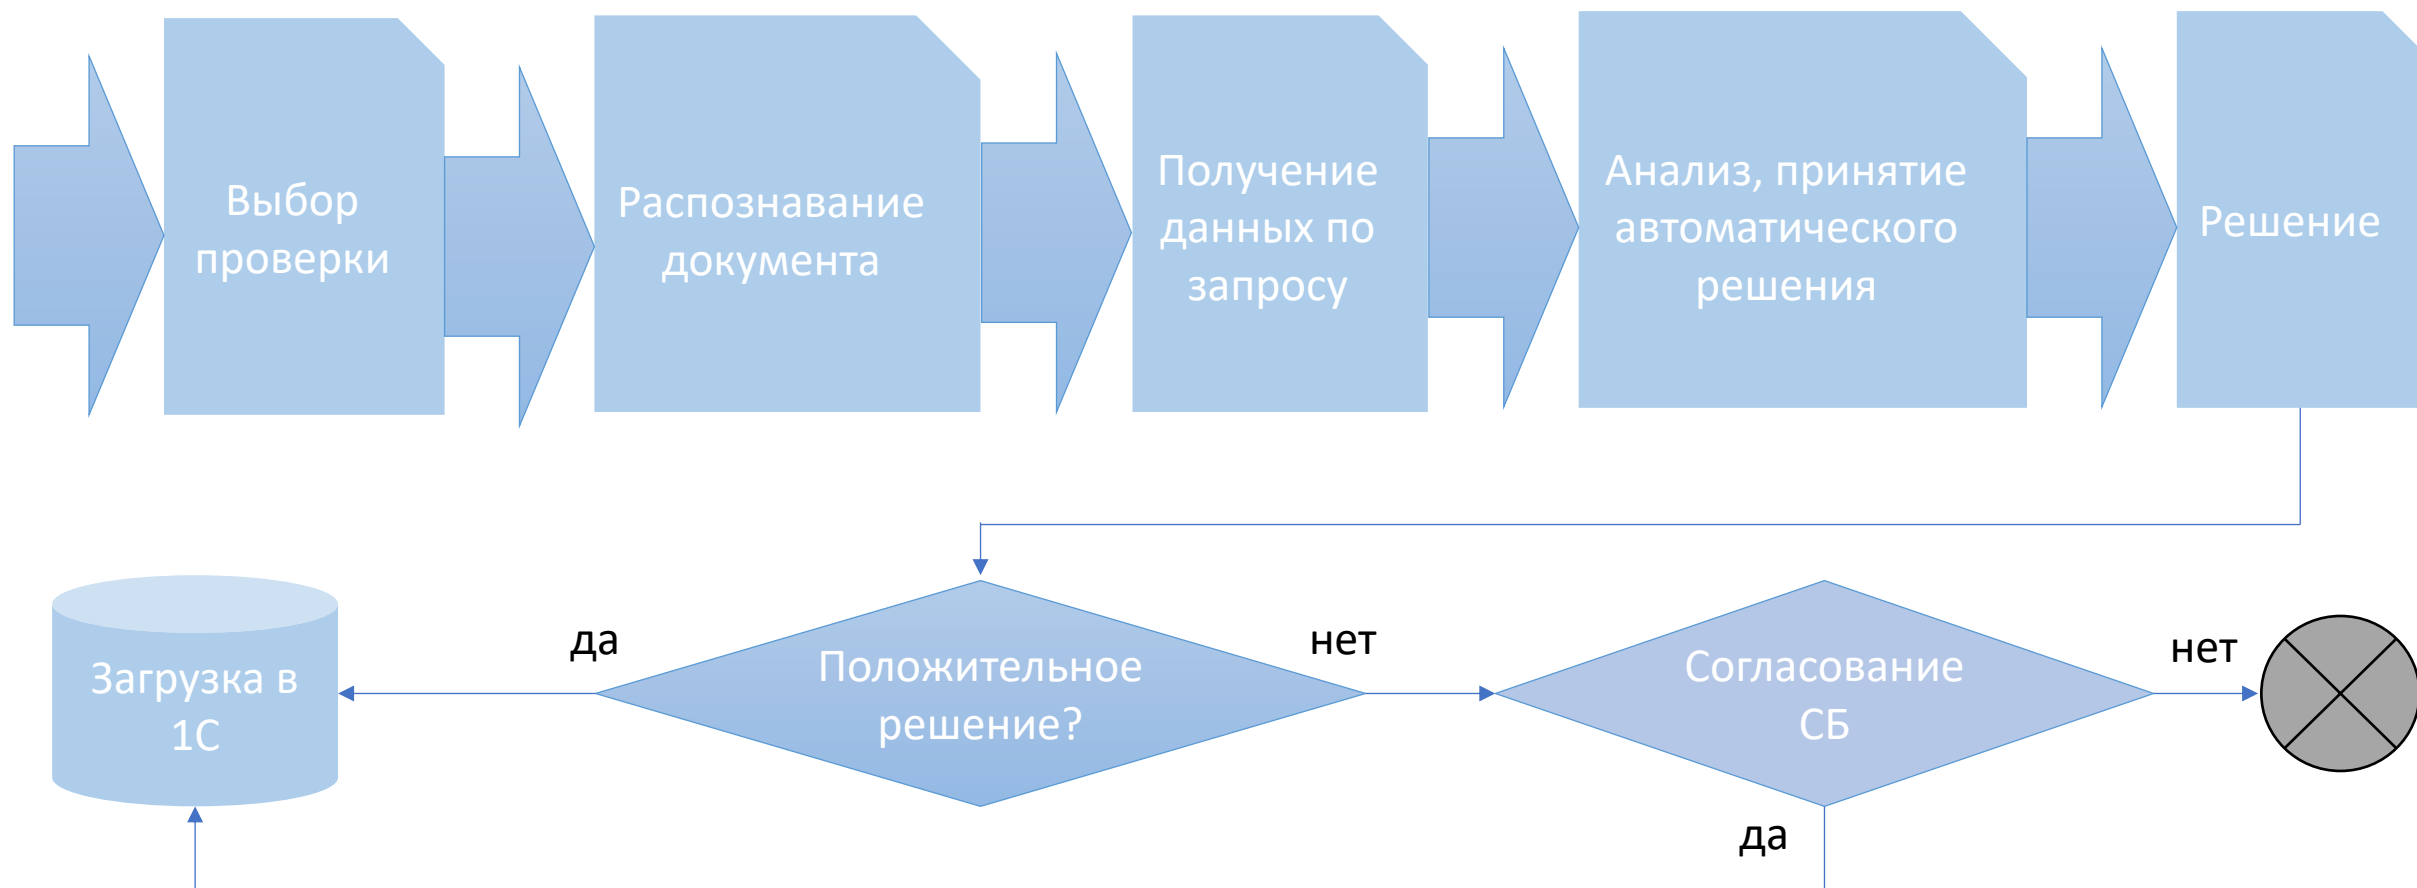 Выбор
проверки
Распознавание
документа
Получение
данных по
запросу
Анализ, принятие
автоматического
решения
Решение
Загрузка в
1С
да
Положительное
решение?
нет
Согласование
СБ
нет
да